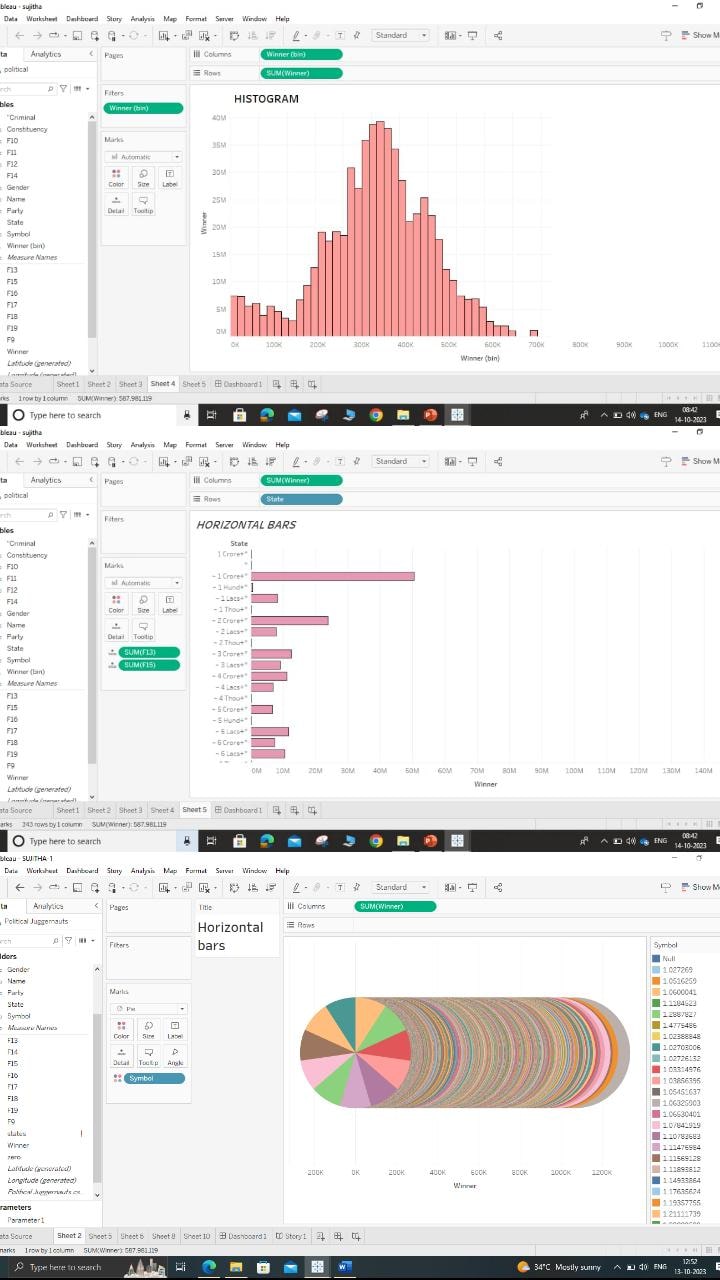 bleau - sujitha
Data Worksheet Dashboard Story Analysis Map Format Server Window Help
Standard
Show M
ta Analytics
Pages
Columns Winner (bin)
political
Rows SUM(Winner)
rch
Filters
Winner (bin)
HISTOGRAM
bles
"Criminal
Constituency
F10
F11
F12
F14
Gender
Name
Party
State
Symbol
Winner (bin)
Measure Names
F13
F15
F16
F17
F18
F19
F9
Winner
Latitude (generated)
Marks
Automatic
Color Size Label
Detail Tooltip
40M
35M
30M
25M
20M
15M
10M
5M
0M
Winner
0K 100K 200K 300K 400K 500K 600K 700K 800K 900K 1000K 1100K
Winner (bin)
ata Source Sheet 1 Sheet 2 Sheet 3 Sheet 4 Sheet 5 Dashboard 1
rks 1 row by 1 column SUM(Winner): 587,981,119
Type here to search
ENG
08:42
14-10-2023
bleau - sujitha
Data Worksheet Dashboard Story Analysis Map Format Server Window Help
Standard
Show M
ta Analytics
Pages
Columns SUM(Winner)
political
Rows State
rch
Filters
HORIZONTAL BARS
bles
"Criminal
Constituency
F10
F11
F12
F14
Gender
Name
Party
State
Symbol
Winner (bin)
Measure Names
F13
F15
F16
F17
F18
F19
F9
Winner
Latitude (generated)
Marks
Automatic
Color Size Label
Detail Tooltip
SUM(F13)
SUM(F15)
State
1 Crore+"
"
~ 1 Crore+"
~ 1 Hund+"
~ 1 Lacs+"
~ 1 Thou+"
~ 2 Crore+"
~ 2 Lacs+"
~ 2 Thou+"
~ 3 Crore+"
~ 3 Lacs+"
~ 4 Crore+"
~ 4 Lacs+"
~ 4 Thou+"
~ 5 Crore+"
~ 5 Hund+"
~ 5 Lacs+"
~ 6 Crore+"
~ 6 Lacs+"
0M 10M 20M 30M 40M 50M 60M 70M 80M 90M 100M 110M 120M 130M 140M
Winner
ata Source Sheet 1 Sheet 2 Sheet 3 Sheet 4 Sheet 5 Dashboard 1
arks 243 rows by 1 column SUM(Winner): 587,981,119
Type here to search
ENG
08:42
14-10-2023
bleau - SUJITHA-1
Data Worksheet Dashboard Story Analysis Map Format Server Window Help
Standard
Show M
ta Analytics
Pages
Title
Columns SUM(Winner)
Political Juggernauts
Horizontal
bars
Rows
rch
Filters
lders
Gender
Name
Party
State
Symbol
Measure Names
F13
F14
F15
F16
F17
F18
F19
F9
states !
Winner
zero
Latitude (generated)
Longitude (generated)
Political Juggernauts.cs...
rameters
Parameter 1
Marks
Pie
Color Size Label
Detail Tooltip Angle
Symbol
-200K 0K 200K 400K 600K 800K 1000K 1200K
Winner
Symbol
Null
1.027269
1.0516259
1.0600041
1.1184523
1.2887827
1.4775486
1.02388848
1.02703006
1.02726132
1.03314976
1.03856395
1.05451637
1.06325903
1.06530401
1.07841919
1.10783683
1.11476984
1.11569128
1.11893812
1.14933864
1.17635624
1.19357755
1.21111739
ata Source Sheet 2 Sheet 5 Sheet 6 Sheet 8 Sheet 10 Dashboard 1 Story 1
marks 1 row by 1 column SUM(Winner): 587,981,119
Type here to search
34°C Mostly sunny
ENG
12:52
13-10-2023